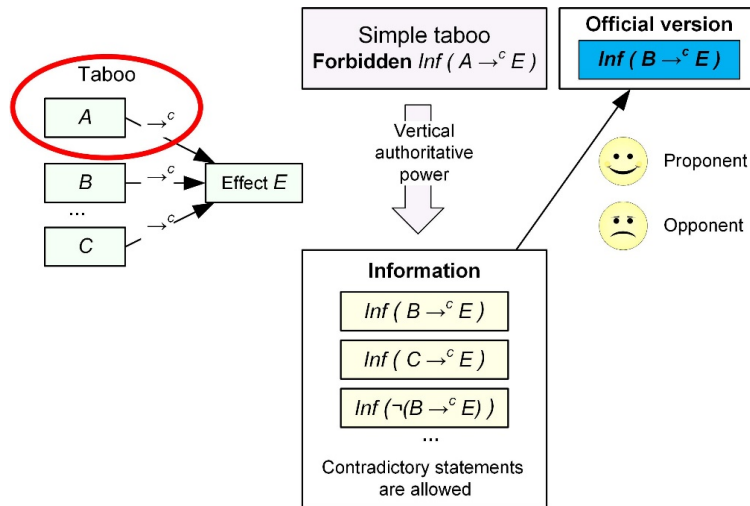 Taboo
A
→ᶜ
B
→ᶜ
...
C
→ᶜ
Effect E
Simple taboo
Forbidden Inf ( A →ᶜ E )
Vertical
authoritative
power
Information
Inf ( B →ᶜ E )
Inf ( C →ᶜ E )
Inf (¬(B →ᶜ E) )
...
Contradictory statements
are allowed
Official version
Inf ( B →ᶜ E )
Proponent
Opponent